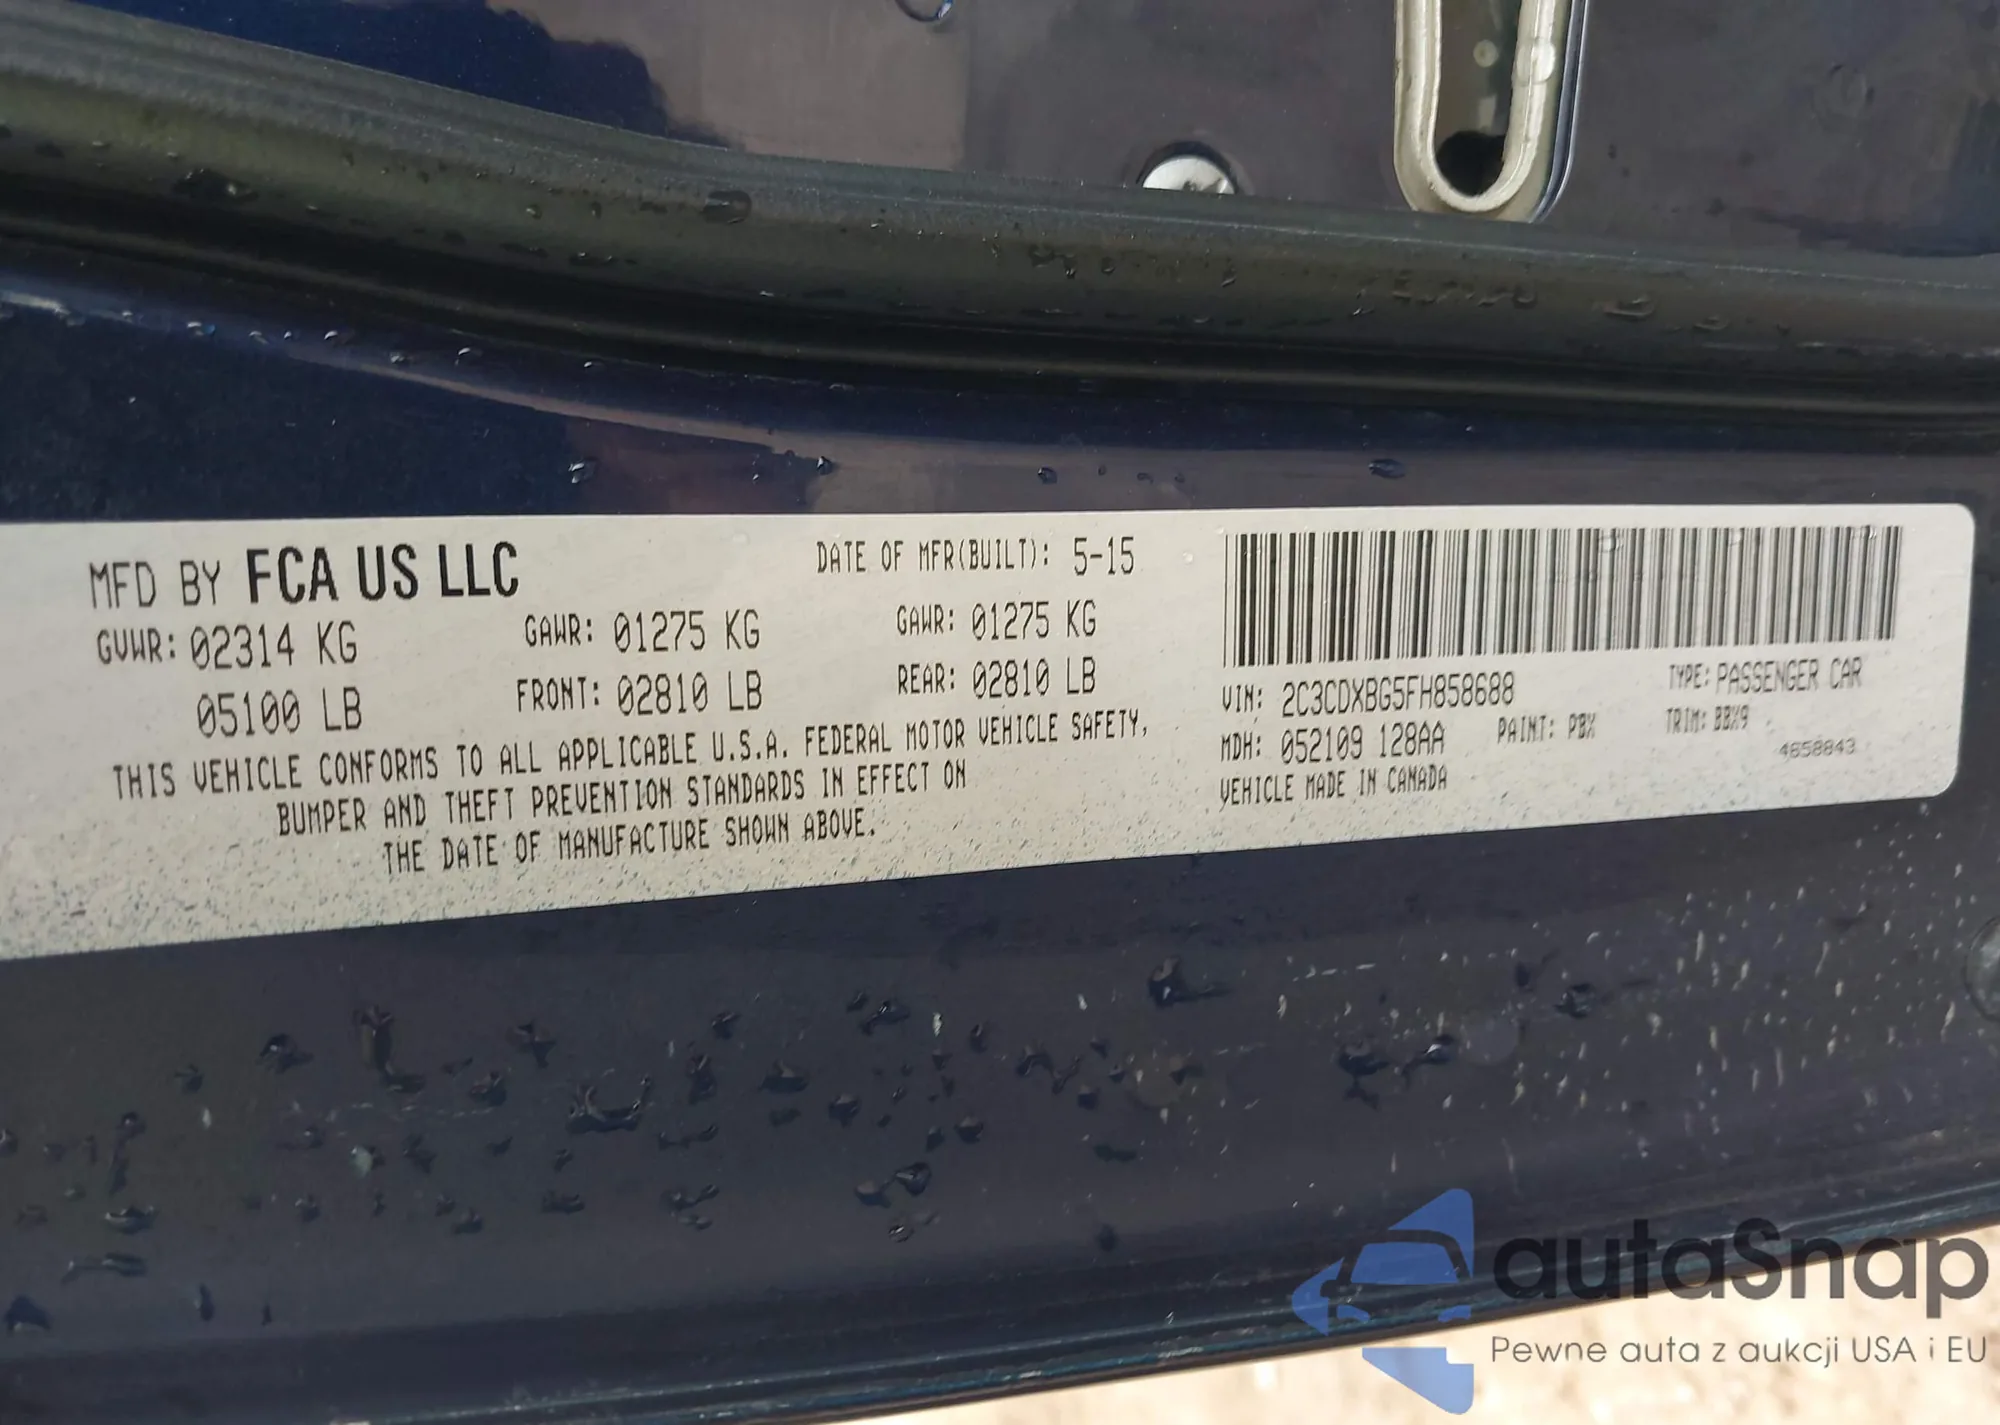 MFD BY FCA US LLC DATE OF MFR(BUILT): 5-15
GVWR: 02314 KG GAWR: 01275 KG GAWR: 01275 KG
05100 LB FRONT: 02810 LB REAR: 02810 LB
THIS VEHICLE CONFORMS TO ALL APPLICABLE U.S.A. FEDERAL MOTOR VEHICLE SAFETY,
BUMPER AND THEFT PREVENTION STANDARDS IN EFFECT ON
THE DATE OF MANUFACTURE SHOWN ABOVE.
VIN: 2C3CDXBG5FH858688 TYPE: PASSENGER CAR
MDH: 052109 128AA PAINT: PBX TRIM: BBX9
VEHICLE MADE IN CANADA 4658843
autaSnap
Pewne auta z aukcji USA i EU